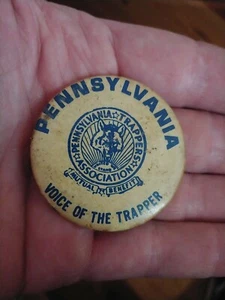 PENNSYLVANIA
PENNSYLVANIA TRAPPERS
ASSOCIATION
MUTUAL BENEFIT
VOICE OF THE TRAPPER